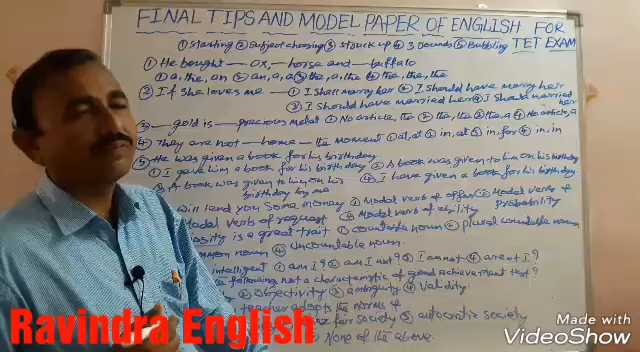 FINAL TIPS AND MODEL PAPER OF ENGLISH FOR
① Starting ② Subject choosing ③ Stuck up ④ 3 rounds ⑤ Bubbling TET EXAM
① He bought — ox, — horse and — buffalo
① a, the, an ② an, a, a ③ the, a, the ④ the, the, the
② If she loves me — ① I shall marry her ② I should have marry her
③ I should have married her ④ I should married her
③ — gold is — precious metal ① No article, the ② the, the ③ the, a ④ No article, a
④ They are not — home — the moment ① at, at ② in, at ③ in, for ④ in, in
⑤ He was given a book for his birthday
① I gave him a book for his birthday ② A book was given to him on his birthday
③ A book was given to him on his birthday by me ④ I have given a book for his birthday
Will lend you some money ① Model verb of offer ② Model verb of probability
Model verb of request ④ Model verb of ability
is a great trait ① countable noun ② plural countable noun
mmon noun ④ uncountable noun
intelligent ① am I? ② am I not? ③ I am not ④ aren't I?
following not a characteristic of good achievement test?
② objectivity ③ ambiguity ④ Validity
adopts the norms of
fair society ③ autocratic society
None of the above
Ravindra English
Made with
VideoShow